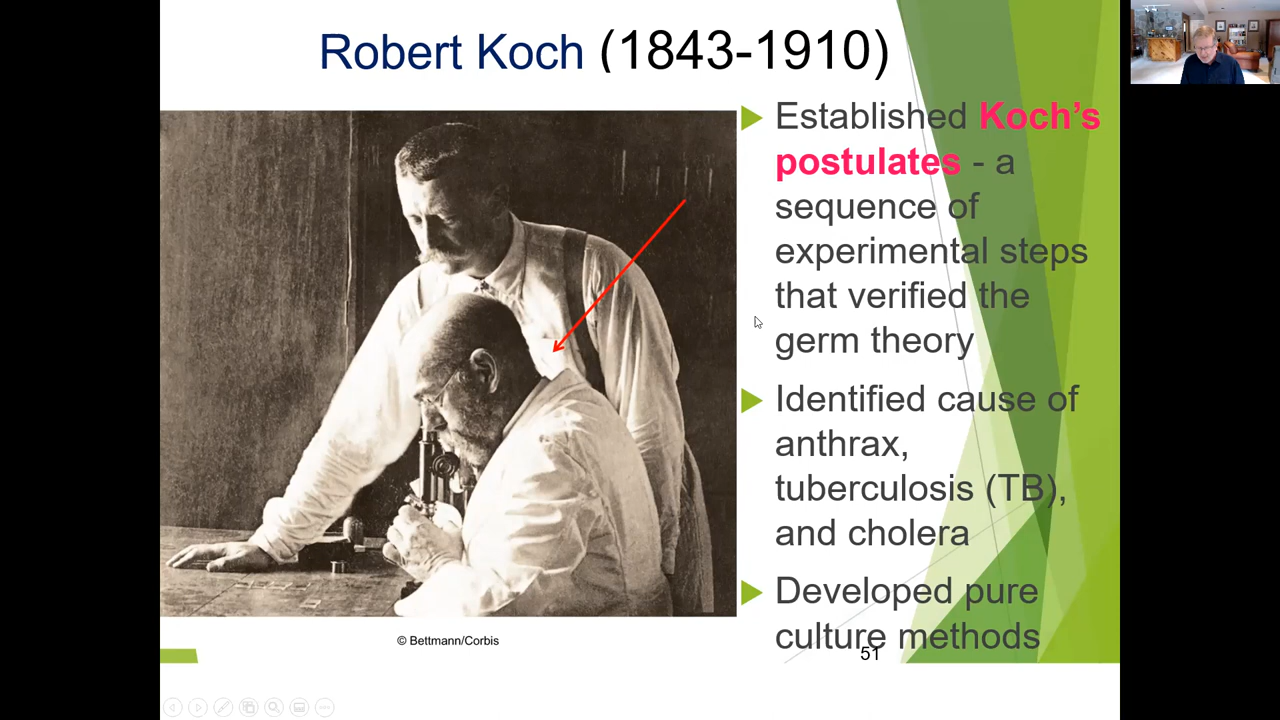 Robert Koch (1843-1910)
Established Koch's
postulates - a
sequence of
experimental steps
that verified the
germ theory
Identified cause of
anthrax,
tuberculosis (TB),
and cholera
Developed pure
culture methods
© Bettmann/Corbis
51